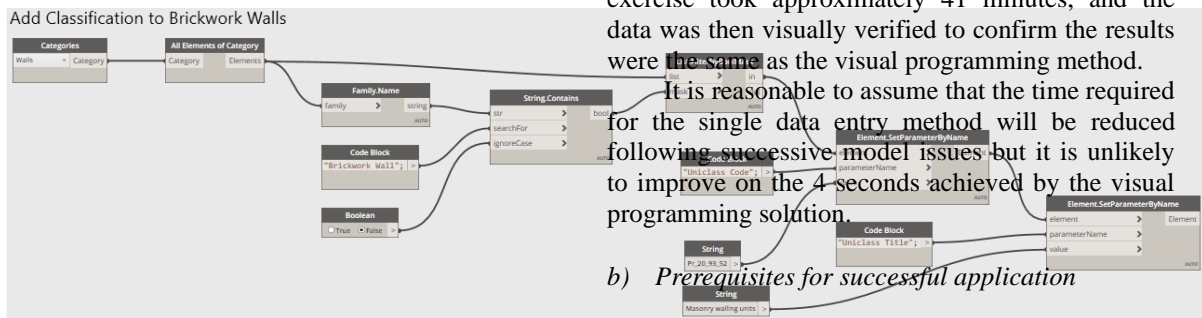 Add Classification to Brickwork Walls
Categories
Walls
Category
All Elements of Category
Category
Elements
Family.Name
family
string
AUTO
Code Block
"Brickwork Wall";
Boolean
True
False
String.Contains
str
bool
searchFor
ignoreCase
AUTO
list
in
Code Block
"Uniclass Code";
String
Pr_20_93_52
String
Masonry walling units
Element.SetParameterByName
parameterName
AUTO
Code Block
"Uniclass Title";
Element.SetParameterByName
element
Element
parameterName
value
AUTO
exercise took approximately 41 minutes, and the
data was then visually verified to confirm the results
were the same as the visual programming method.
It is reasonable to assume that the time required
for the single data entry method will be reduced
following successive model issues but it is unlikely
to improve on the 4 seconds achieved by the visual
programming solution.
b) Prerequisites for successful application